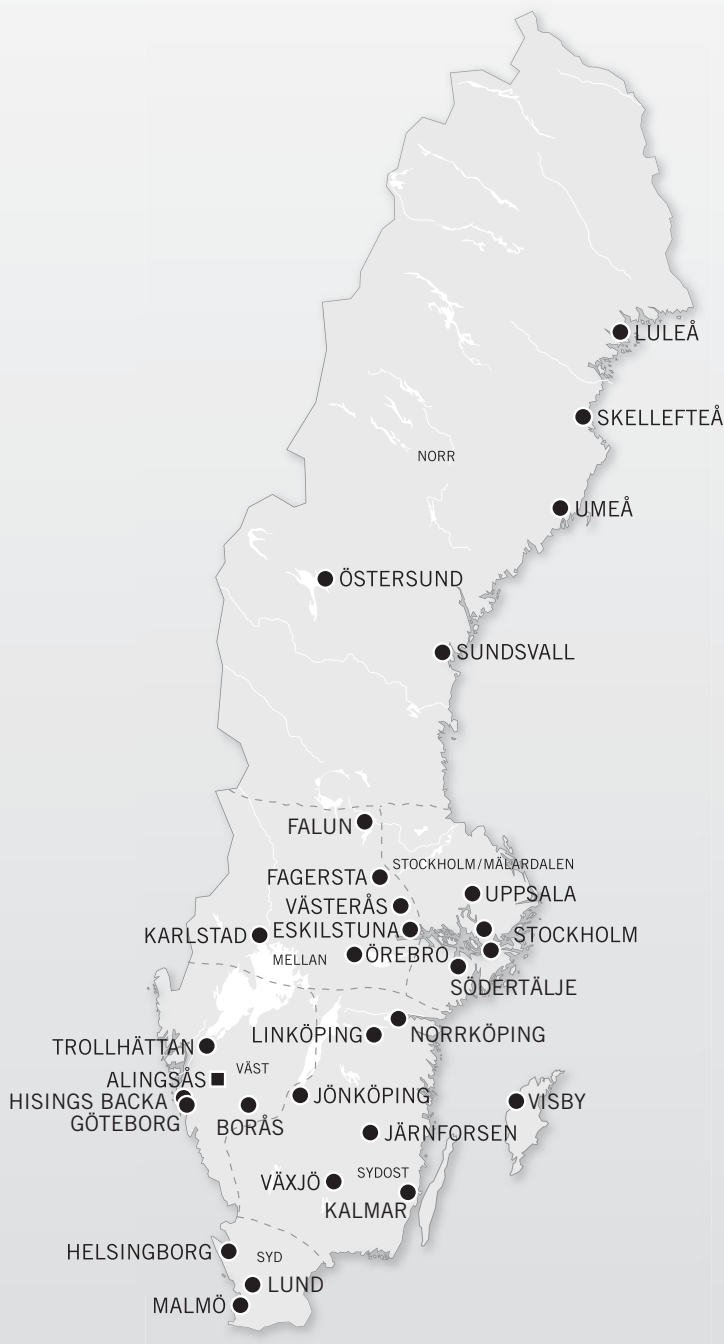 LULEÅ
SKELLEFTEÅ
NORR
UMEÅ
ÖSTERSUND
SUNDSVALL
FALUN
STOCKHOLM/MÄLARDALEN
FAGERSTA
UPPSALA
VÄSTERÅS
ESKILSTUNA
KARLSTAD
STOCKHOLM
ÖREBRO
MELLAN
SÖDERTÄLJE
LINKÖPING
NORRKÖPING
TROLLHÄTTAN
VÄST
ALINGSÅS
JÖNKÖPING
HISINGS BACKA
VISBY
GÖTEBORG
BORÅS
JÄRNFORSEN
SYDOST
VÄXJÖ
KALMAR
HELSINGBORG
SYD
LUND
MALMÖ